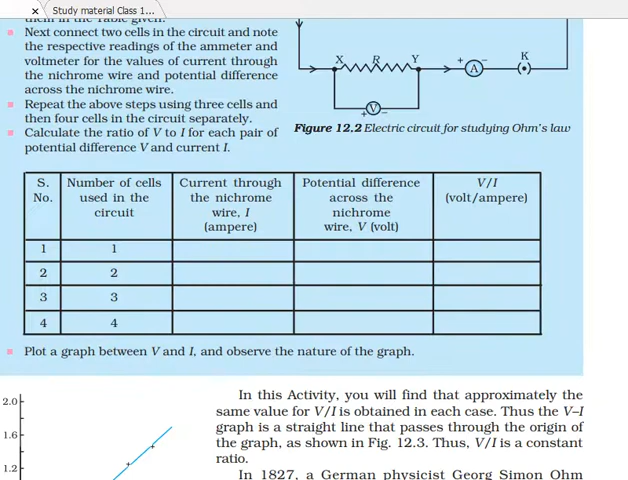 × Study material Class 1...
them in the Table given.
Next connect two cells in the circuit and note
the respective readings of the ammeter and
voltmeter for the values of current through
the nichrome wire and potential difference
across the nichrome wire.
Repeat the above steps using three cells and
then four cells in the circuit separately.
Calculate the ratio of V to I for each pair of
potential difference V and current I.
X R Y + A − K
+ V −
Figure 12.2 Electric circuit for studying Ohm's law
S. No. Number of cells used in the circuit Current through the nichrome wire, I (ampere) Potential difference across the nichrome wire, V (volt) V/I (volt/ampere)
1 1
2 2
3 3
4 4
Plot a graph between V and I, and observe the nature of the graph.
In this Activity, you will find that approximately the
same value for V/I is obtained in each case. Thus the V–I
graph is a straight line that passes through the origin of
the graph, as shown in Fig. 12.3. Thus, V/I is a constant
ratio.
In 1827, a German physicist Georg Simon Ohm
2.0
1.6
1.2